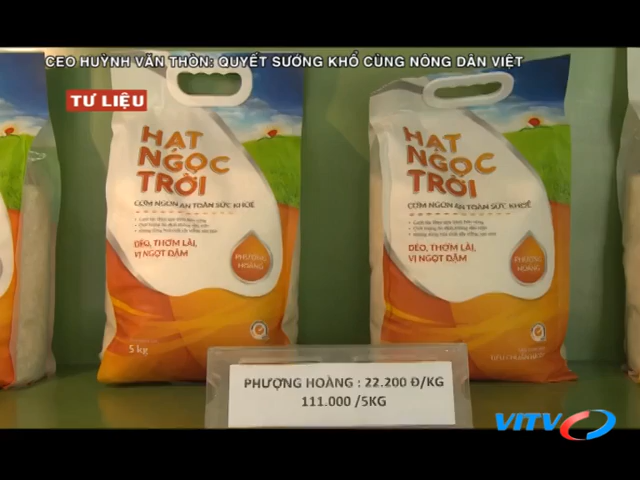 CEO HUỲNH VĂN THÒN: QUYẾT SƯỚNG KHỔ CÙNG NÔNG DÂN VIỆT
TƯ LIỆU
HẠT
NGỌC
TRỜI
CƠM NGON AN TOÀN SỨC KHOẺ
DẺO, THƠM LÀI,
VỊ NGỌT ĐẬM
PHƯỢNG
HOÀNG
5 kg
HẠT
NGỌC
TRỜI
CƠM NGON AN TOÀN SỨC KHOẺ
DẺO, THƠM LÀI,
VỊ NGỌT ĐẬM
PHƯỢNG
HOÀNG
PHƯỢNG HOÀNG : 22.200 Đ/KG
111.000 /5KG
VITV